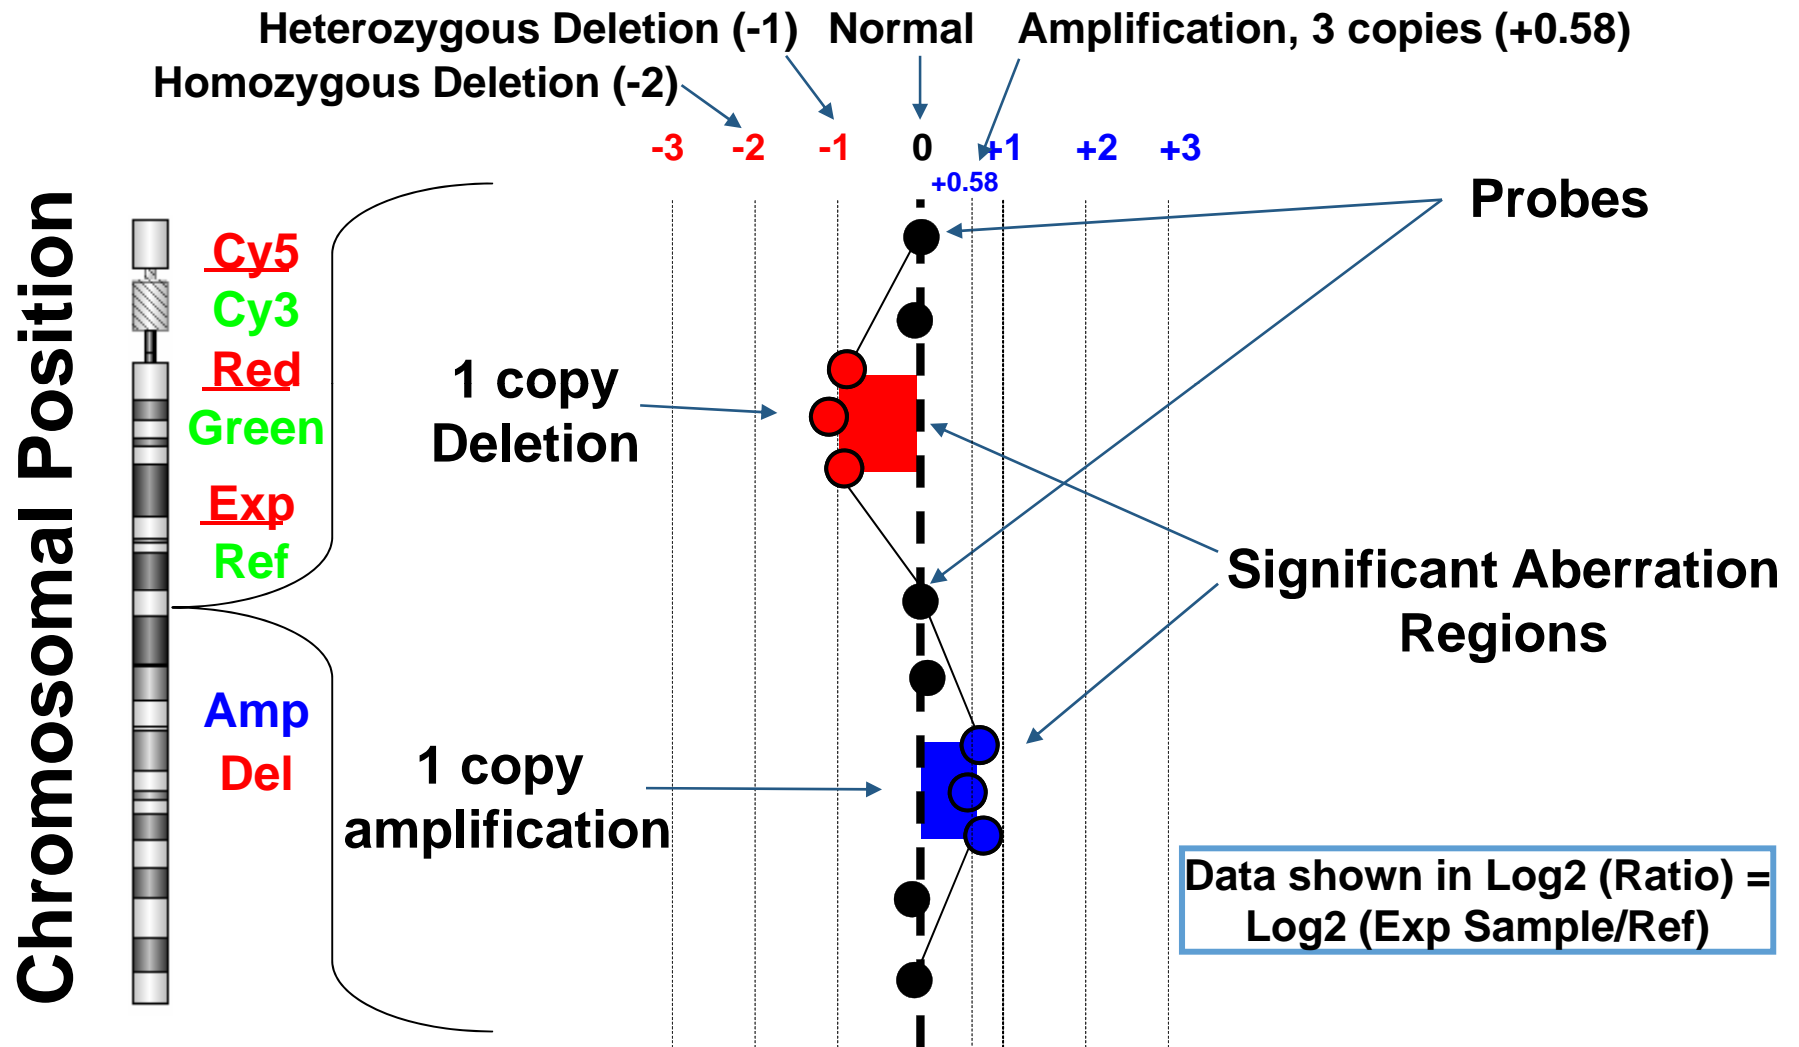 Heterozygous Deletion (-1) Normal Amplification, 3 copies (+0.58)
Homozygous Deletion (-2)
-3 -2 -1 0 +1 +2 +3
+0.58
Probes
Chromosomal Position
Cy5
Cy3
Red
Green
Exp
Ref
1 copy
Deletion
Significant Aberration
Regions
Amp
Del
1 copy
amplification
Data shown in Log2 (Ratio) =
Log2 (Exp Sample/Ref)